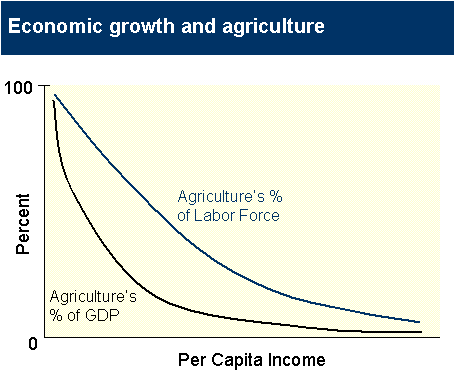 Economic growth and agriculture
100
Agriculture's %
of Labor Force
Percent
Agriculture's
% of GDP
0
Per Capita Income